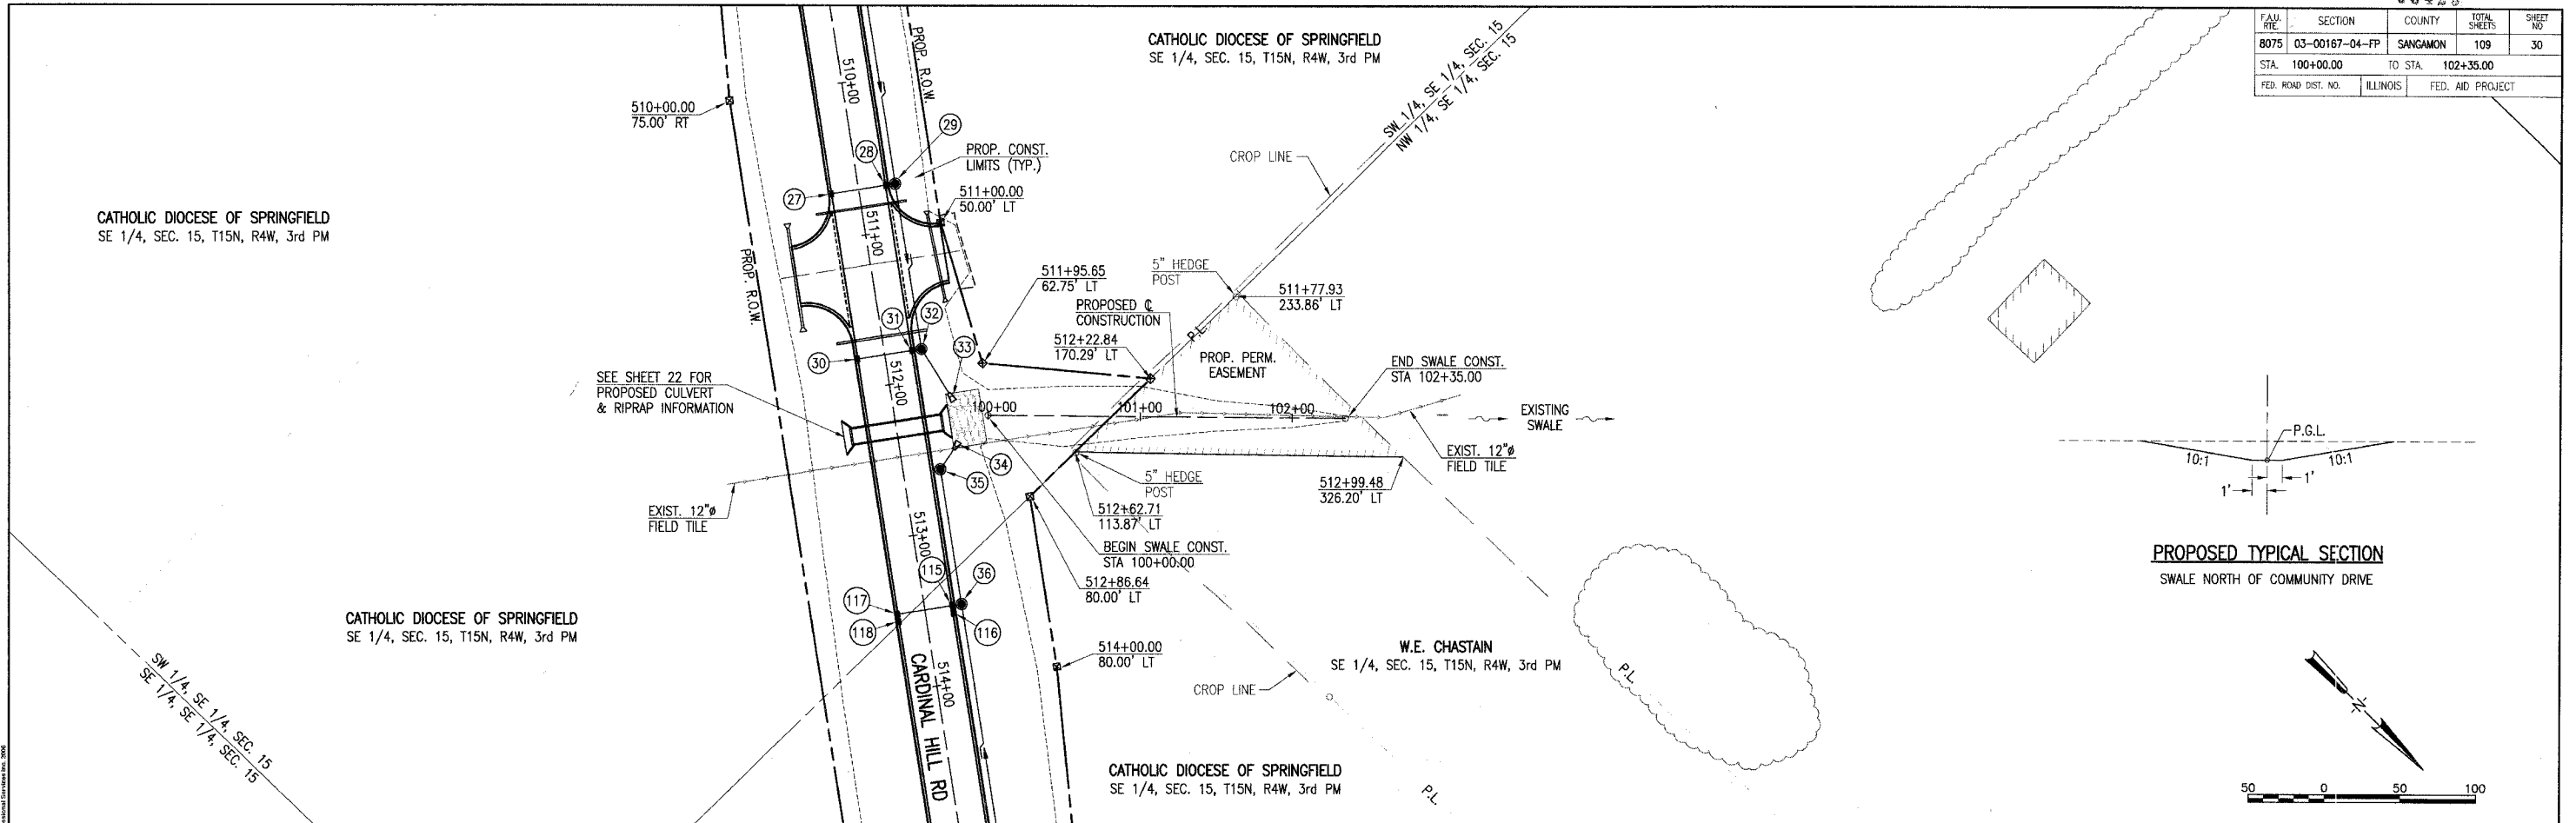 F.A.U. RTE.
SECTION
COUNTY
TOTAL SHEETS
SHEET NO
8075
03-00167-04-FP
SANGAMON
109
30
STA. 100+00.00 TO STA. 102+35.00
FED. ROAD DIST. NO.
ILLINOIS
FED. AID PROJECT
CATHOLIC DIOCESE OF SPRINGFIELD
SE 1/4, SEC. 15, T15N, R4W, 3rd PM
SW 1/4, SE 1/4, SEC. 15
NW 1/4, SE 1/4, SEC. 15
CROP LINE
510+00.00
75.00' RT
510+00
PROP. R.O.W.
29
28
PROP. CONST.
LIMITS (TYP.)
27
511+00.00
50.00' LT
511+00
CATHOLIC DIOCESE OF SPRINGFIELD
SE 1/4, SEC. 15, T15N, R4W, 3rd PM
PROP. R.O.W.
511+95.65
62.75' LT
5" HEDGE
POST
511+77.93
233.86' LT
PROPOSED ℄
CONSTRUCTION
P.L.
31
32
33
30
512+22.84
170.29' LT
PROP. PERM.
EASEMENT
END SWALE CONST.
STA 102+35.00
SEE SHEET 22 FOR
PROPOSED CULVERT
& RIPRAP INFORMATION
512+00
100+00
101+00
102+00
EXISTING
SWALE
EXIST. 12"ø
FIELD TILE
34
35
5" HEDGE
POST
512+99.48
326.20' LT
EXIST. 12"ø
FIELD TILE
512+62.71
113.87' LT
513+00
BEGIN SWALE CONST.
STA 100+00.00
115
36
512+86.64
80.00' LT
117
118
116
CATHOLIC DIOCESE OF SPRINGFIELD
SE 1/4, SEC. 15, T15N, R4W, 3rd PM
514+00.00
80.00' LT
514+00
CARDINAL HILL RD
W.E. CHASTAIN
SE 1/4, SEC. 15, T15N, R4W, 3rd PM
CROP LINE
P.L.
P.L.
SW 1/4, SE 1/4, SEC. 15
SE 1/4, SE 1/4, SEC. 15
CATHOLIC DIOCESE OF SPRINGFIELD
SE 1/4, SEC. 15, T15N, R4W, 3rd PM
P.G.L.
10:1
10:1
1'
1'
PROPOSED TYPICAL SECTION
SWALE NORTH OF COMMUNITY DRIVE
N
50 0 50 100